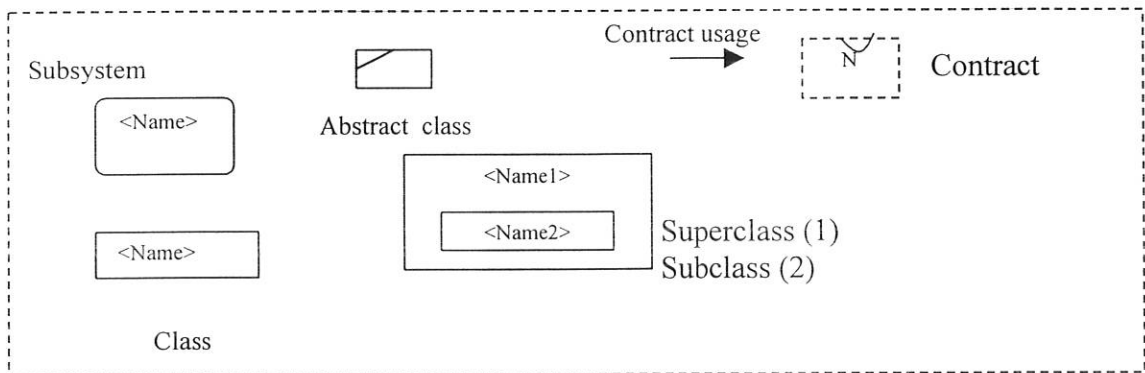 Contract usage
N
Contract
Subsystem
<Name>
Abstract class
<Name1>
<Name2>
<Name>
Superclass (1)
Subclass (2)
Class